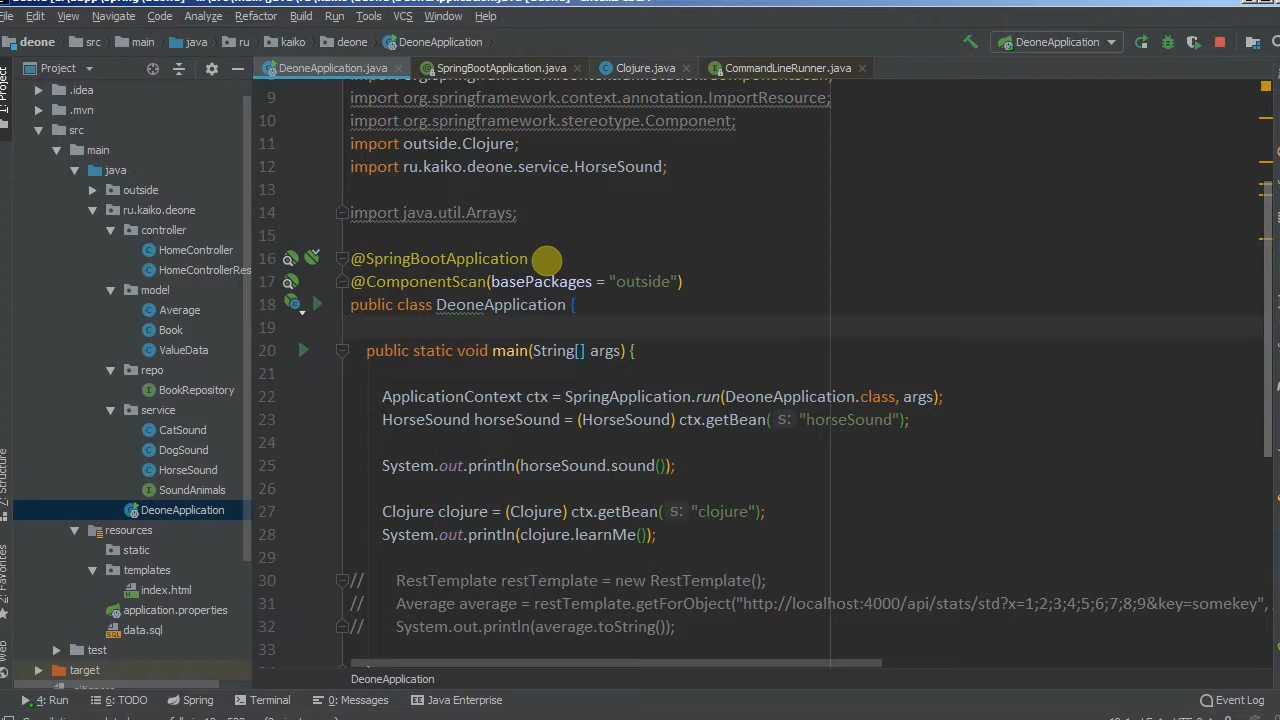 File Edit View Navigate Code Analyze Refactor Build Run Tools VCS Window Help
deone src main java ru kaiko deone DeoneApplication DeoneApplication
Project DeoneApplication.java SpringBootApplication.java Clojure.java CommandLineRunner.java
.idea
.mvn
src
main
java
outside
ru.kaiko.deone
controller
HomeController
HomeControllerRes
model
Average
Book
ValueData
repo
BookRepository
service
CatSound
DogSound
HorseSound
SoundAnimals
DeoneApplication
resources
static
templates
index.html
application.properties
data.sql
test
target
1: Project
Z: Structure
2: Favorites
9 import org.springframework.context.annotation.ImportResource;
10 import org.springframework.stereotype.Component;
11 import outside.Clojure;
12 import ru.kaiko.deone.service.HorseSound;
13
14 import java.util.Arrays;
15
16 @SpringBootApplication
17 @ComponentScan(basePackages = "outside")
18 public class DeoneApplication {
19
20 public static void main(String[] args) {
21
22 ApplicationContext ctx = SpringApplication.run(DeoneApplication.class, args);
23 HorseSound horseSound = (HorseSound) ctx.getBean( s: "horseSound");
24
25 System.out.println(horseSound.sound());
26
27 Clojure clojure = (Clojure) ctx.getBean( s: "clojure");
28 System.out.println(clojure.learnMe());
29
30 // RestTemplate restTemplate = new RestTemplate();
31 // Average average = restTemplate.getForObject("http://localhost:4000/api/stats/std?x=1;2;3;4;5;6;7;8;9&key=somekey",
32 // System.out.println(average.toString());
33
DeoneApplication
4: Run 6: TODO Spring Terminal 0: Messages Java Enterprise Event Log